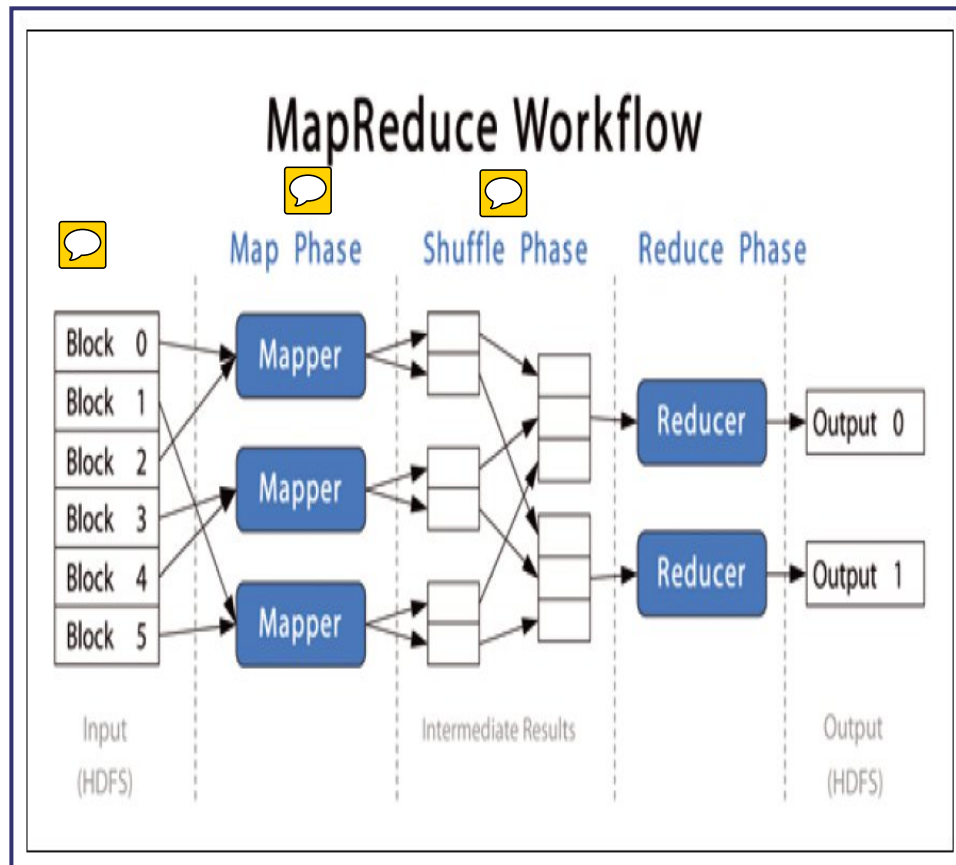 MapReduce Workflow
Map Phase
Shuffle Phase
Reduce Phase
Block 0
Block 1
Block 2
Block 3
Block 4
Block 5
Mapper
Mapper
Mapper
Reducer
Reducer
Output 0
Output 1
Input
(HDFS)
Intermediate Results
Output
(HDFS)